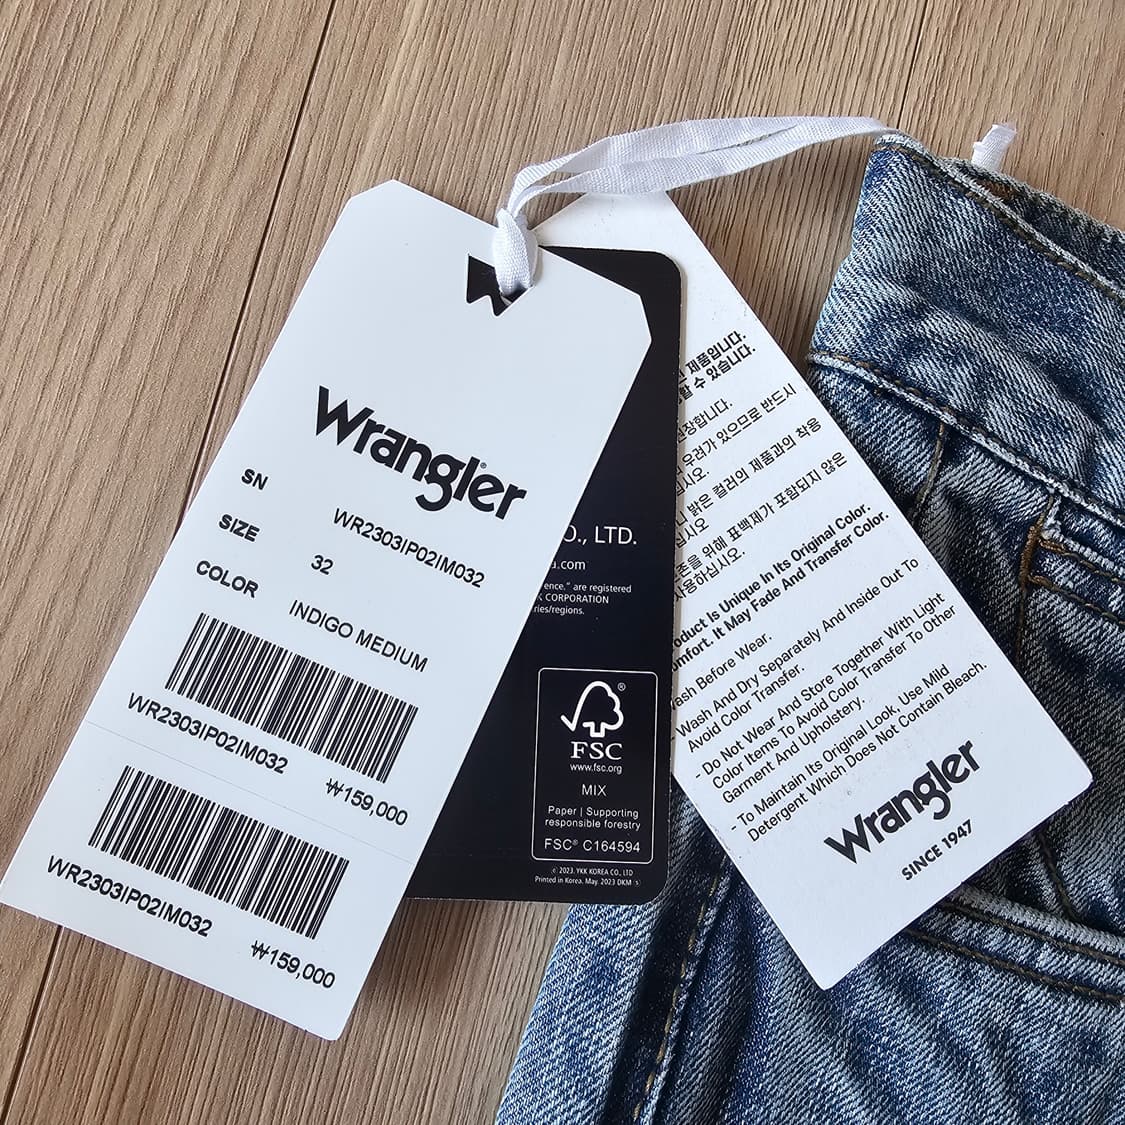 Wrangler
SN WR2303IP02IM032
SIZE 32
COLOR INDIGO MEDIUM
WR2303IP02IM032
₩159,000
WR2303IP02IM032
₩159,000
O., LTD.
a.com
ence." are registered
CORPORATION
ries/regions.
FSC®
www.fsc.org
MIX
Paper | Supporting
responsible forestry
FSC® C164594
© 2023. YKK KOREA CO., LTD
Printed in Korea. May. 2023 DKM
제품입니다.
할 수 있습니다.
장합니다.
우려가 있으므로 반드시
십시오.
밝은 컬러의 제품과의 착용
십시오
을 위해 표백제가 포함되지 않은
사용하십시오.
oduct Is Unique In Its Original Color.
omfort. It May Fade And Transfer Color.
esh Before Wear.
Wash And Dry Separately And Inside Out To
Avoid Color Transfer.
- Do Not Wear And Store Together With Light
Color Items To Avoid Color Transfer To Other
Garment And Upholstery.
- To Maintain Its Original Look, Use Mild
Detergent Which Does Not Contain Bleach.
Wrangler
SINCE 1947